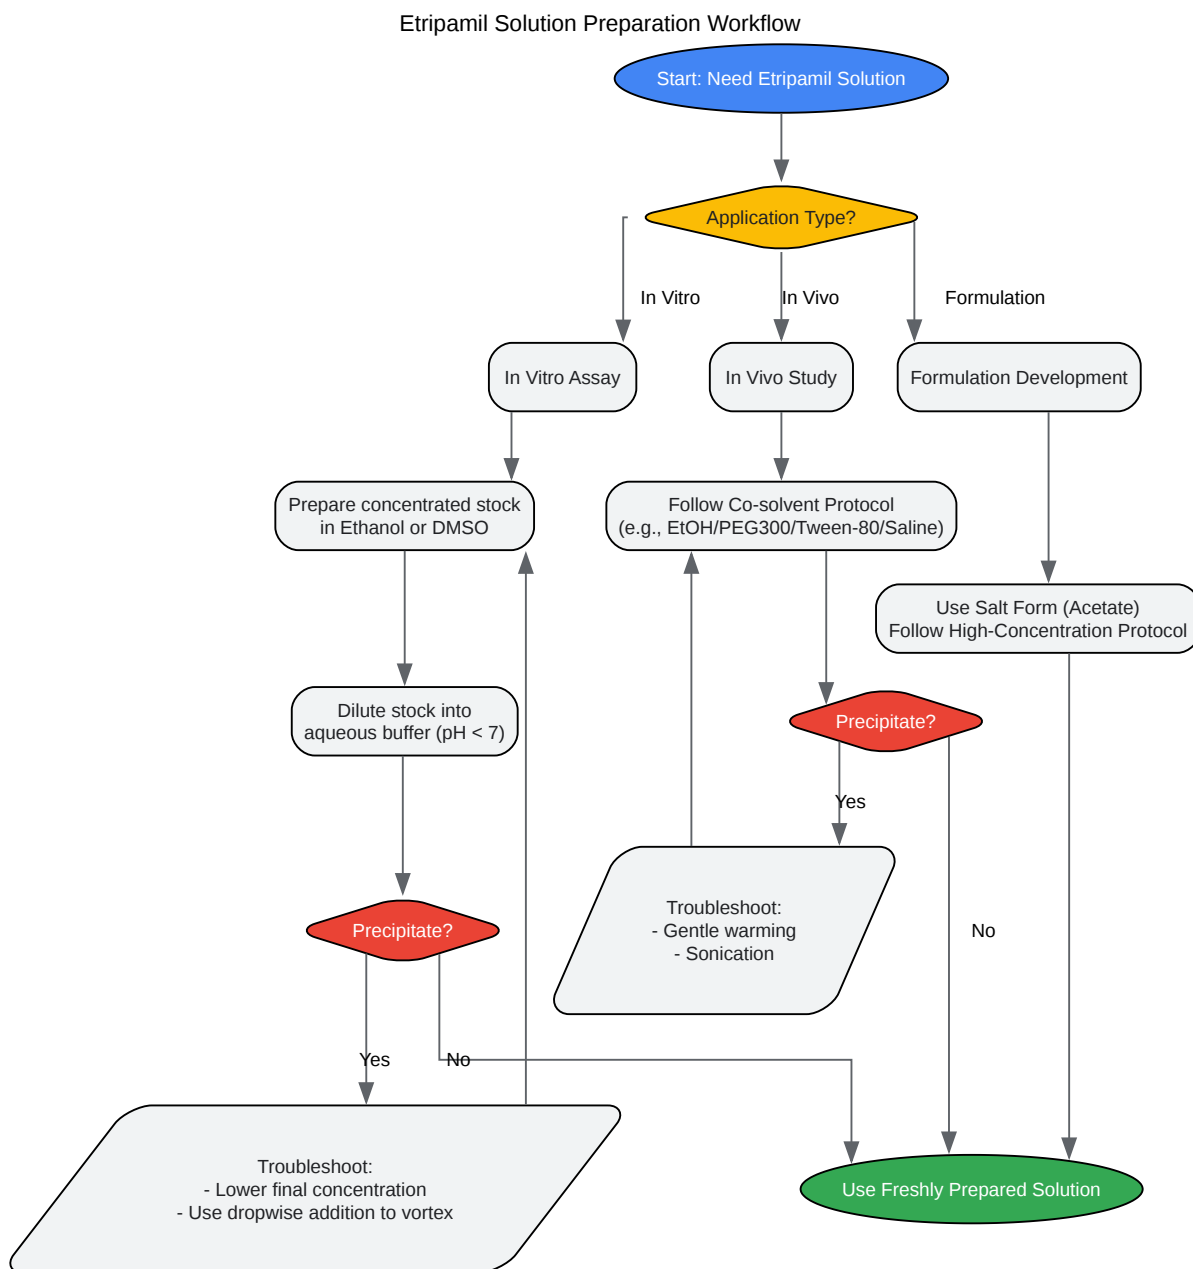 Etripamil Solution Preparation Workflow
Start: Need Etripamil Solution
Application Type?
In Vitro
In Vivo
Formulation
In Vitro Assay
In Vivo Study
Formulation Development
Prepare concentrated stock
in Ethanol or DMSO
Follow Co-solvent Protocol
(e.g., EtOH/PEG300/Tween-80/Saline)
Use Salt Form (Acetate)
Follow High-Concentration Protocol
Dilute stock into
aqueous buffer (pH < 7)
Precipitate?
Yes
Troubleshoot:
- Gentle warming
- Sonication
No
Precipitate?
Yes
No
Troubleshoot:
- Lower final concentration
- Use dropwise addition to vortex
Use Freshly Prepared Solution